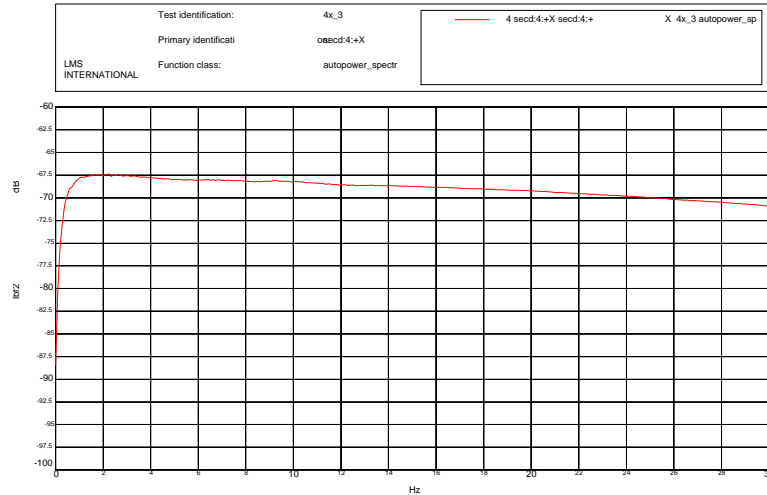 Test identification: 4x_3
Primary identificati secd:4:+X
LMS
INTERNATIONAL
Function class: autopower_spectr
4 secd:4:+X secd:4:+ X 4x_3 autopower_sp
-60
-62.5
-65
-67.5
-70
-72.5
-75
-77.5
-80
-82.5
-85
-87.5
-90
-92.5
-95
-97.5
-100
dB
lbf2
0 2 4 6 8 10 12 14 16 18 20 22 24 26 28 3
Hz